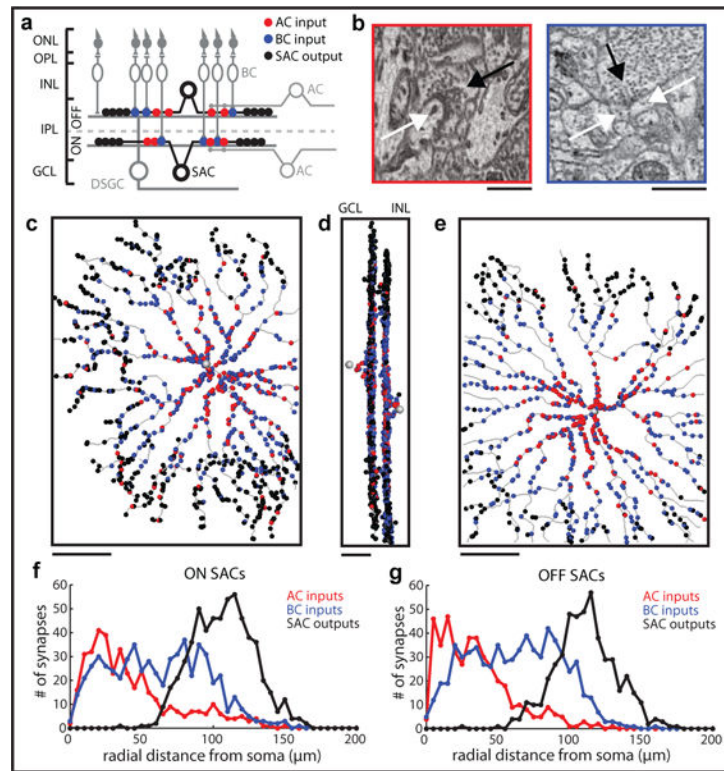 a
ONL
OPL
INL
OFF
IPL
ON
GCL
AC input
BC input
SAC output
BC
AC
AC
DSGC
SAC
b
c
d
GCL INL
e
f
ON SACs
AC inputs
BC inputs
SAC outputs
# of synapses
60
50
40
30
20
10
0
0 50 100 150 200
radial distance from soma (µm)
g
OFF SACs
AC inputs
BC inputs
SAC outputs
# of synapses
60
50
40
30
20
10
0
0 50 100 150 200
radial distance from soma (µm)